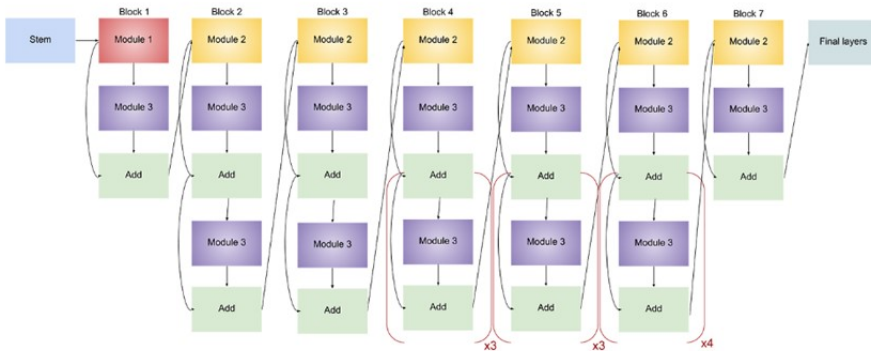 Block 1 Block 2 Block 3 Block 4 Block 5 Block 6 Block 7
Stem Module 1 Module 2 Module 2 Module 2 Module 2 Module 2 Module 2 Final layers
Module 3 Module 3 Module 3 Module 3 Module 3 Module 3 Module 3
Add Add Add Add Add Add Add
Module 3 Module 3 Module 3 Module 3 Module 3
Add Add Add Add Add
x3 x3 x4